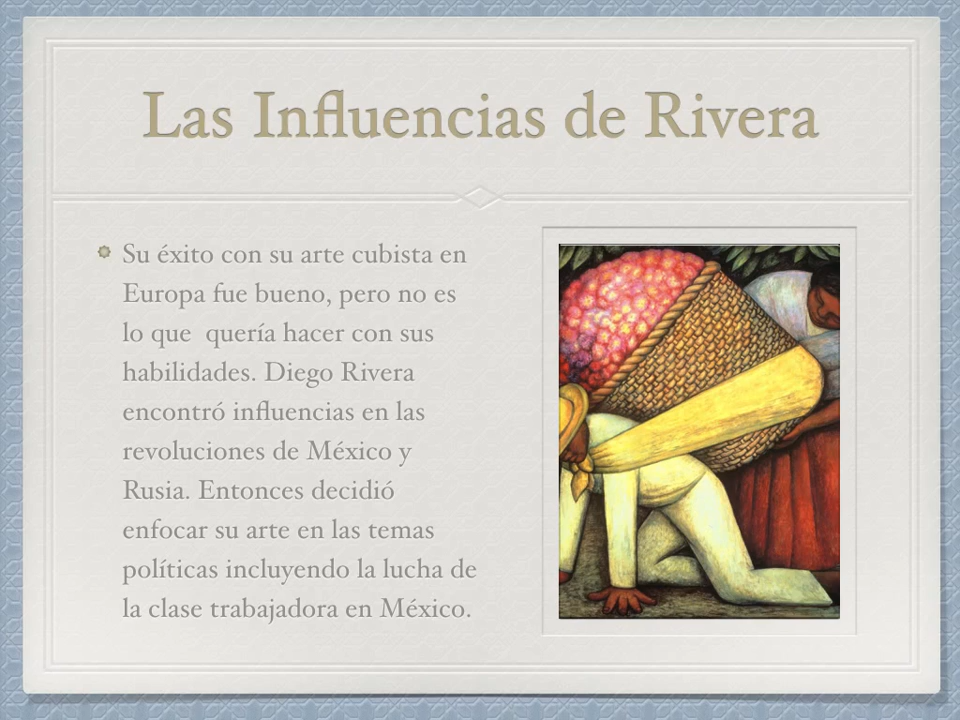 Las Influencias de Rivera
Su éxito con su arte cubista en
Europa fue bueno, pero no es
lo que quería hacer con sus
habilidades. Diego Rivera
encontró influencias en las
revoluciones de México y
Rusia. Entonces decidió
enfocar su arte en las temas
políticas incluyendo la lucha de
la clase trabajadora en México.